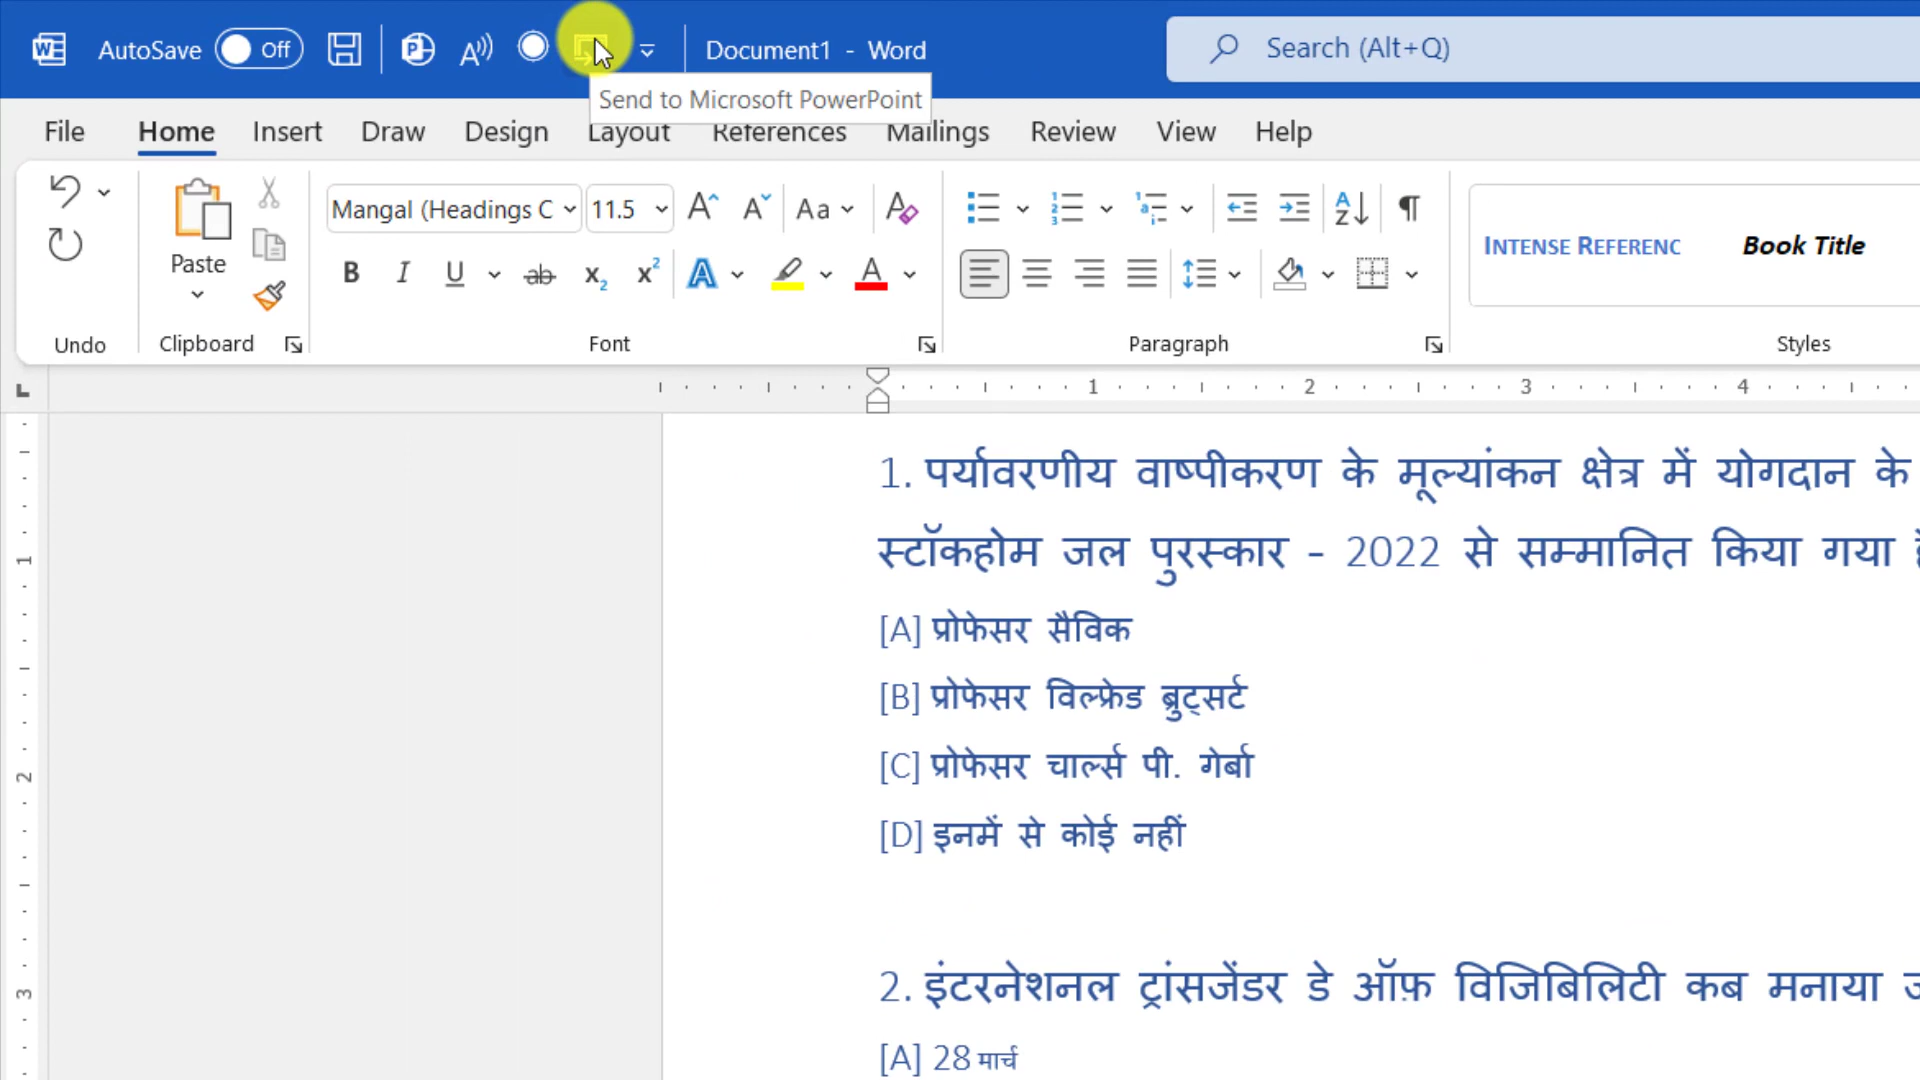 AutoSave Off Document1 - Word Search (Alt+Q)
Send to Microsoft PowerPoint
File Home Insert Draw Design Layout References Mailings Review View Help
Mangal (Headings C 11.5
Paste
INTENSE REFERENC Book Title
Undo Clipboard Font Paragraph Styles
1 2 3 4
1. पर्यावरणीय वाष्पीकरण के मूल्यांकन क्षेत्र में योगदान के
स्टॉकहोम जल पुरस्कार - 2022 से सम्मानित किया गया
[A] प्रोफेसर सैविक
[B] प्रोफेसर विल्फ्रेड ब्रुट्सर्ट
[C] प्रोफेसर चार्ल्स पी. गेर्बा
[D] इनमें से कोई नहीं
2. इंटरनेशनल ट्रांसजेंडर डे ऑफ़ विजिबिलिटी कब मनाया
[A] 28 मार्च
1
2
3